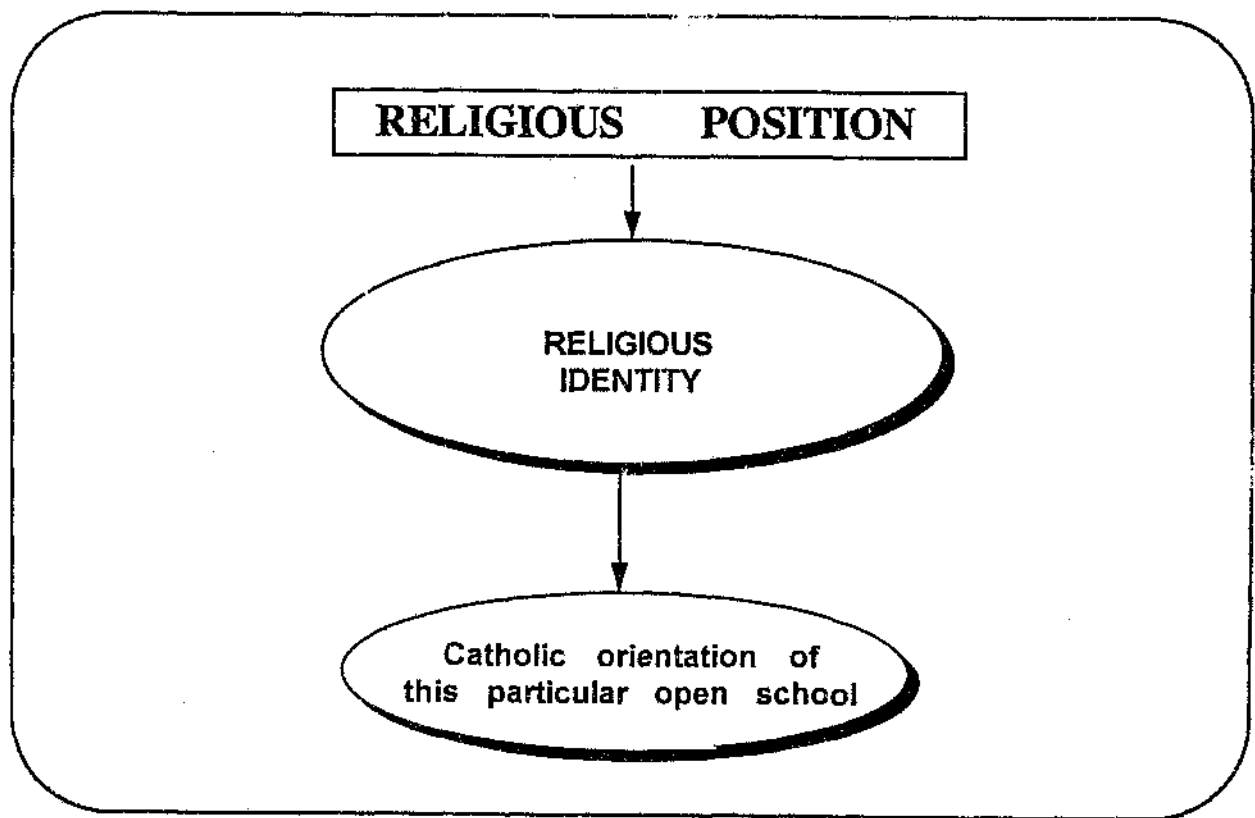 RELIGIOUS POSITION
RELIGIOUS
IDENTITY
Catholic orientation of
this particular open school